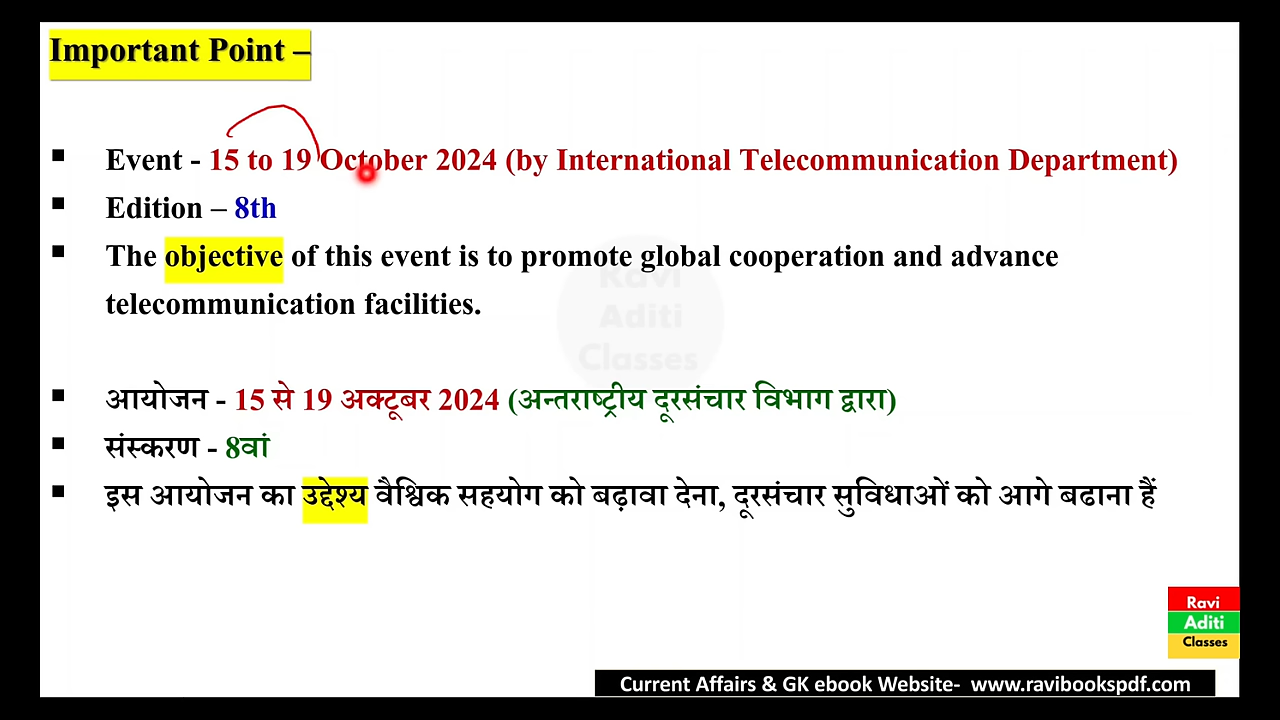 Important Point –
Event - 15 to 19 October 2024 (by International Telecommunication Department)
Edition – 8th
The objective of this event is to promote global cooperation and advance
telecommunication facilities.
Ravi
Aditi
Classes
आयोजन - 15 से 19 अक्टूबर 2024 (अन्तराष्ट्रीय दूरसंचार विभाग द्वारा)
संस्करण - 8वां
इस आयोजन का उद्देश्य वैश्विक सहयोग को बढ़ावा देना, दूरसंचार सुविधाओं को आगे बढाना हैं
Ravi
Aditi
Classes
Current Affairs & GK ebook Website- www.ravibookspdf.com